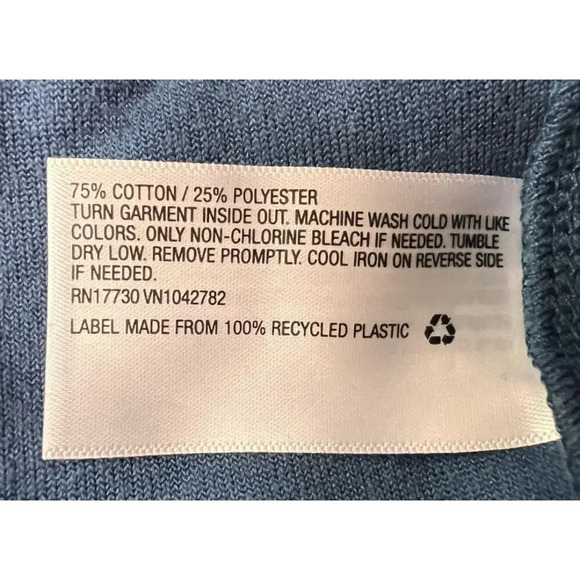 75% COTTON / 25% POLYESTER
TURN GARMENT INSIDE OUT. MACHINE WASH COLD WITH LIKE
COLORS. ONLY NON-CHLORINE BLEACH IF NEEDED. TUMBLE
DRY LOW. REMOVE PROMPTLY. COOL IRON ON REVERSE SIDE
IF NEEDED.
RN17730 VN1042782
LABEL MADE FROM 100% RECYCLED PLASTIC